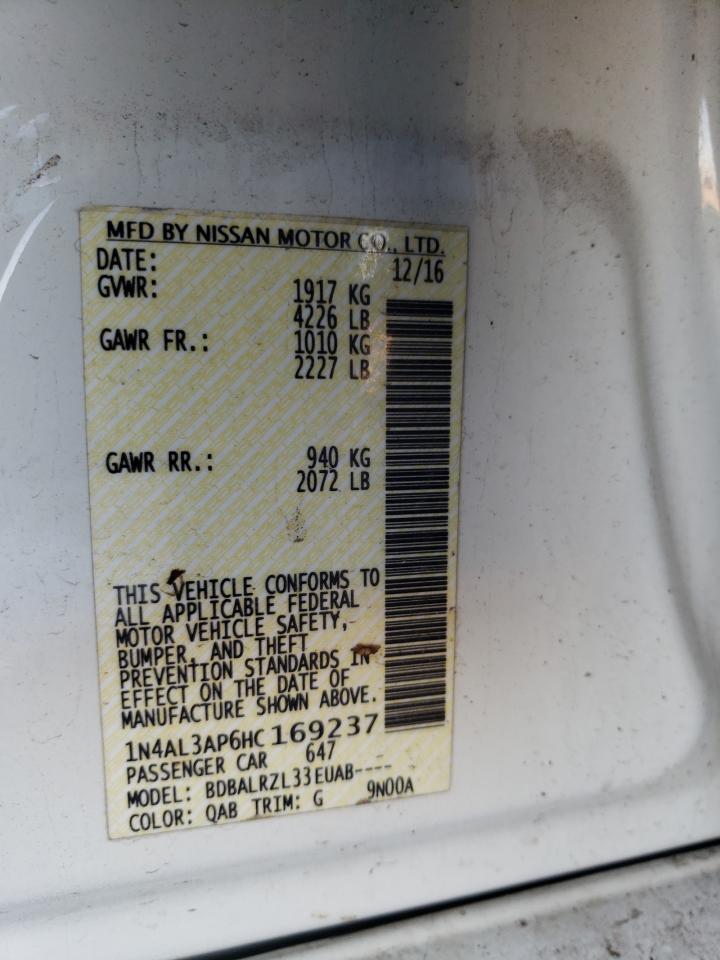 MFD BY NISSAN MOTOR CO., LTD.
DATE: 12/16
GVWR: 1917 KG
4226 LB
GAWR FR.: 1010 KG
2227 LB
GAWR RR.: 940 KG
2072 LB
THIS VEHICLE CONFORMS TO
ALL APPLICABLE FEDERAL
MOTOR VEHICLE SAFETY,
BUMPER, AND THEFT
PREVENTION STANDARDS IN
EFFECT ON THE DATE OF
MANUFACTURE SHOWN ABOVE.
1N4AL3AP6HC169237
PASSENGER CAR 647
MODEL: BDBALRZL33EUAB----
COLOR: QAB TRIM: G 9N00A